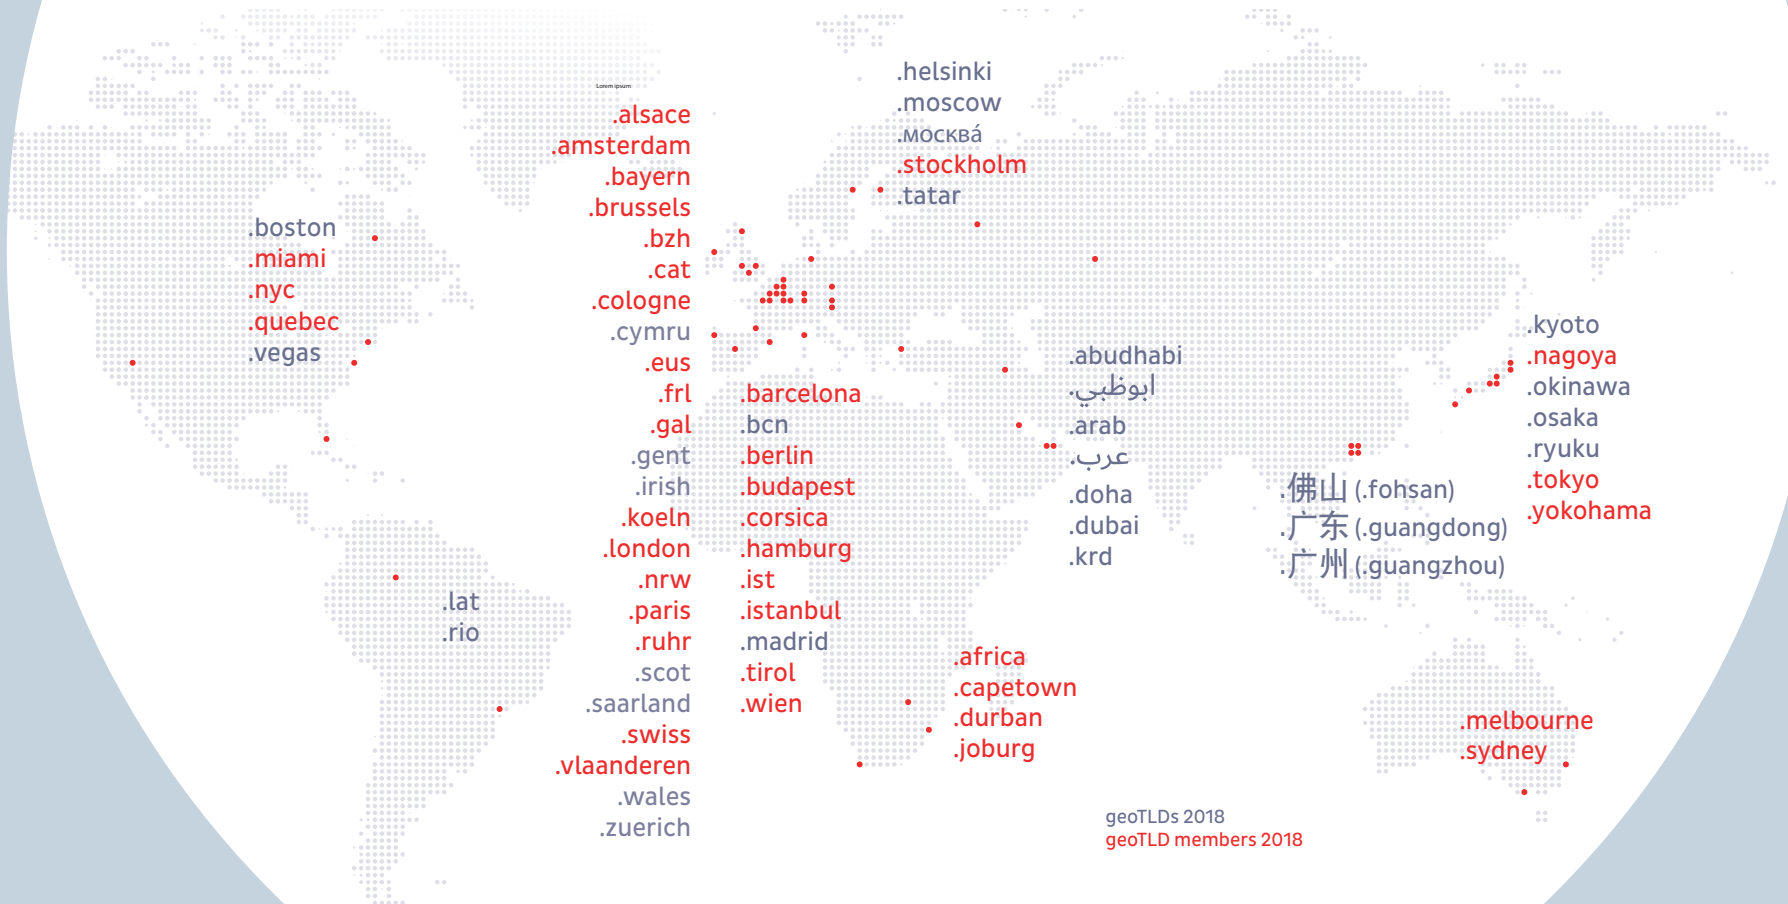 Lorem ipsum
.boston
.miami
.nyc
.quebec
.vegas
.alsace
.amsterdam
.bayern
.brussels
.bzh
.cat
.cologne
.cymru
.eus
.frl
.gal
.gent
.irish
.koeln
.london
.nrw
.paris
.ruhr
.scot
.saarland
.swiss
.vlaanderen
.wales
.zuerich
.barcelona
.bcn
.berlin
.budapest
.corsica
.hamburg
.ist
.istanbul
.madrid
.tirol
.wien
.helsinki
.moscow
.москва́
.stockholm
.tatar
.lat
.rio
.africa
.capetown
.durban
.joburg
.abudhabi
.ابوظبي
.arab
.عرب
.doha
.dubai
.krd
.佛山 (.fohsan)
.广东 (.guangdong)
.广州 (.guangzhou)
.kyoto
.nagoya
.okinawa
.osaka
.ryuku
.tokyo
.yokohama
.melbourne
.sydney
geoTLDs 2018
geoTLD members 2018